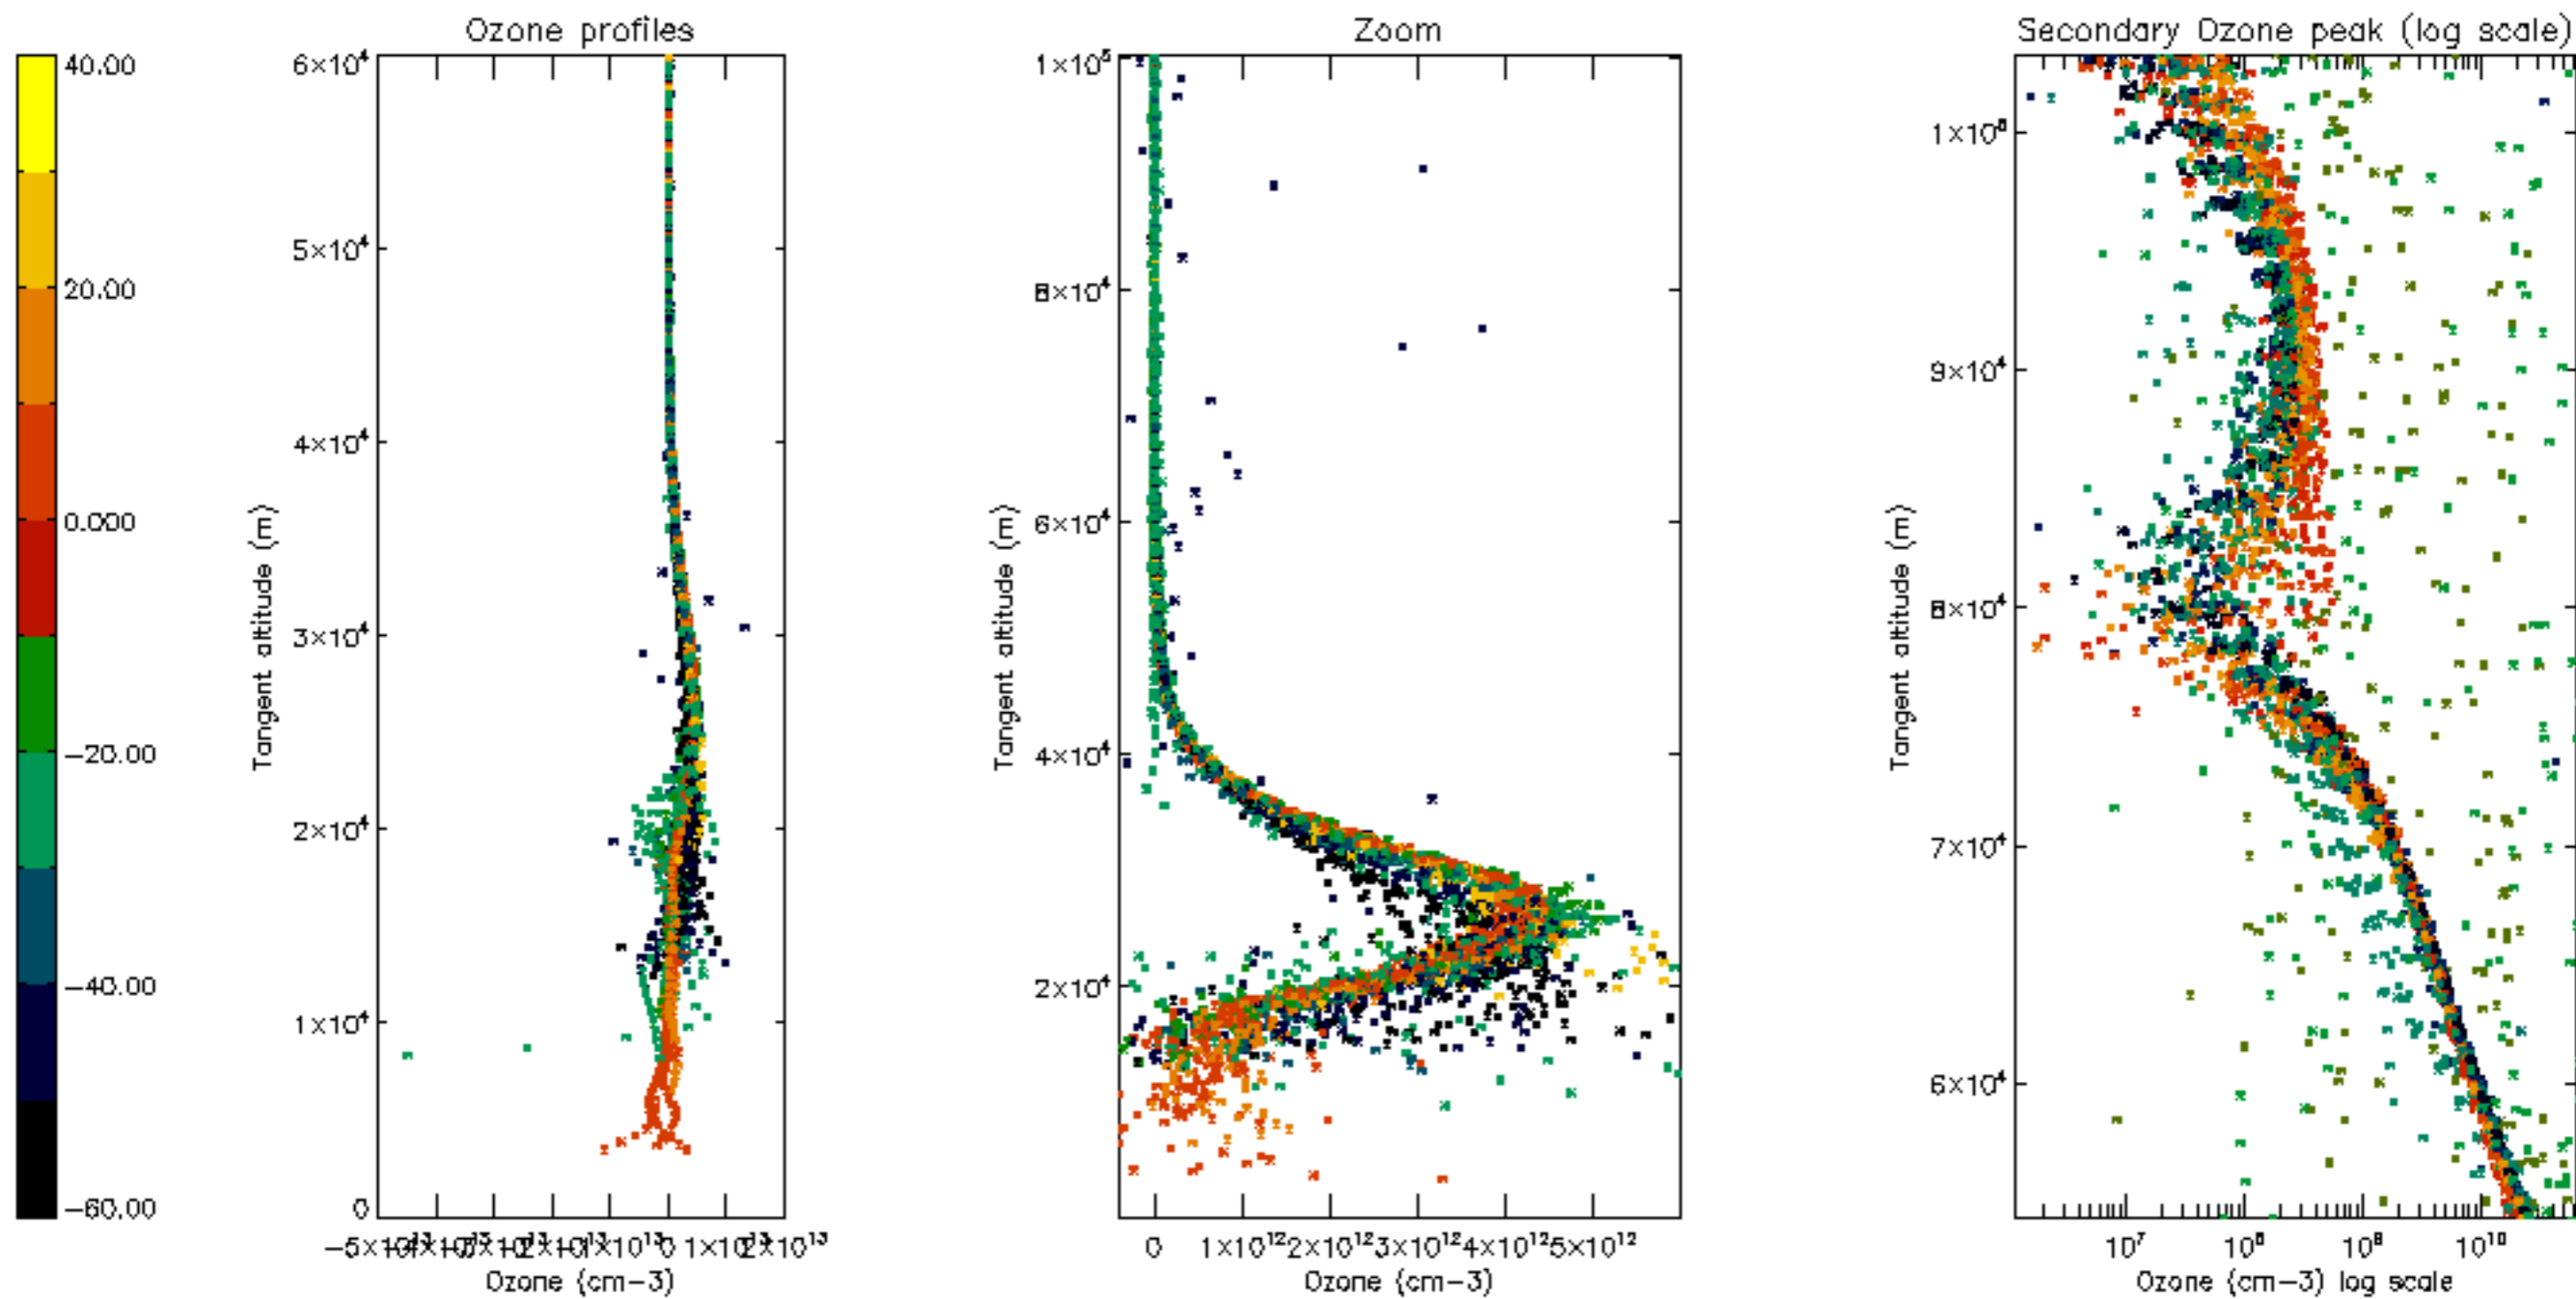 Ozone profiles
Zoom
Secondary Ozone peak (log scale)
40.00
20.00
0.000
−20.00
−40.00
−60.00
6×10⁴
5×10⁴
4×10⁴
3×10⁴
2×10⁴
1×10⁴
0
Tangent altitude (m)
0 1×10¹³ 2×10¹³
Ozone (cm−3)
1×10⁵
8×10⁴
6×10⁴
4×10⁴
2×10⁴
Tangent altitude (m)
0 1×10¹² 2×10¹² 3×10¹² 4×10¹² 5×10¹²
Ozone (cm−3)
9×10⁴
8×10⁴
7×10⁴
6×10⁴
Tangent altitude (m)
10⁷ 10⁸ 10⁹ 10¹⁰
Ozone (cm−3) log scale